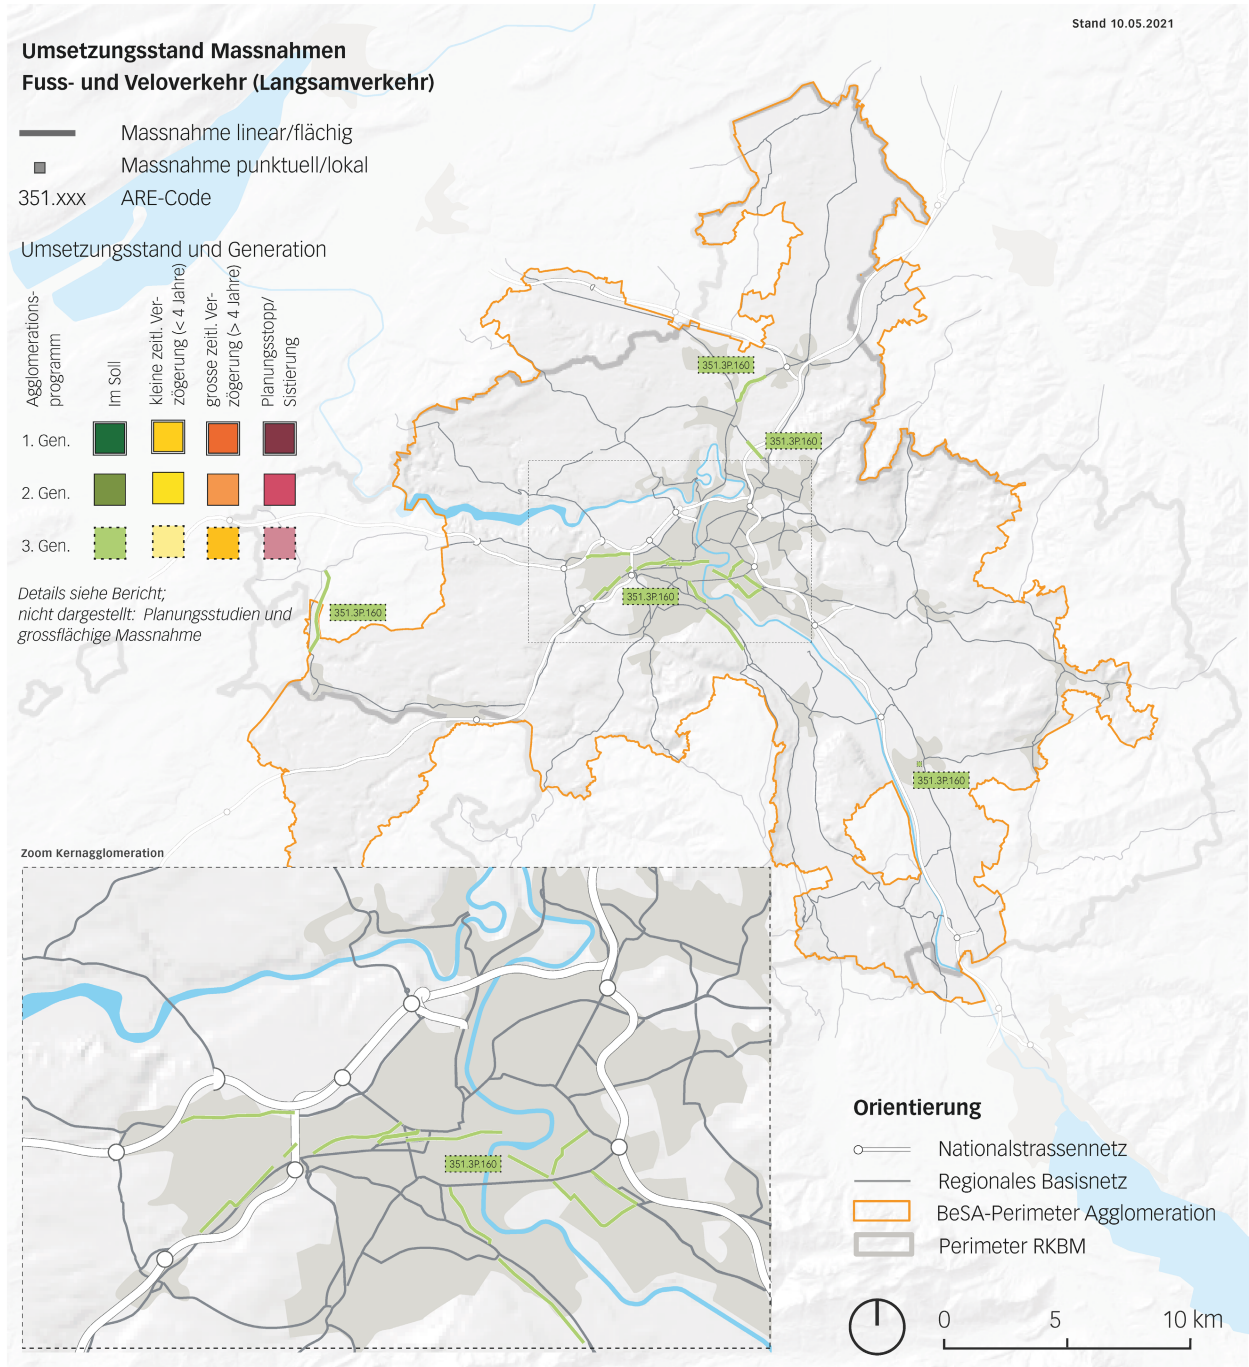 Stand 10.05.2021
Umsetzungsstand Massnahmen
Fuss- und Veloverkehr (Langsamverkehr)
Massnahme linear/flächig
Massnahme punktuell/lokal
351.xxx ARE-Code
Umsetzungsstand und Generation
Agglomerations-
programm
Im Soll
kleine zeitl. Ver-
zögerung (< 4 Jahre)
grosse zeitl. Ver-
zögerung (> 4 Jahre)
Planungsstopp/
Sistierung
1. Gen.
2. Gen.
3. Gen.
Details siehe Bericht;
nicht dargestellt: Planungsstudien und
grossflächige Massnahme
351.3P.160
351.3P.160
351.3P.160
351.3P.160
351.3P.160
Zoom Kernagglomeration
351.3P.160
Orientierung
Nationalstrassennetz
Regionales Basisnetz
BeSA-Perimeter Agglomeration
Perimeter RKBM
0 5 10 km